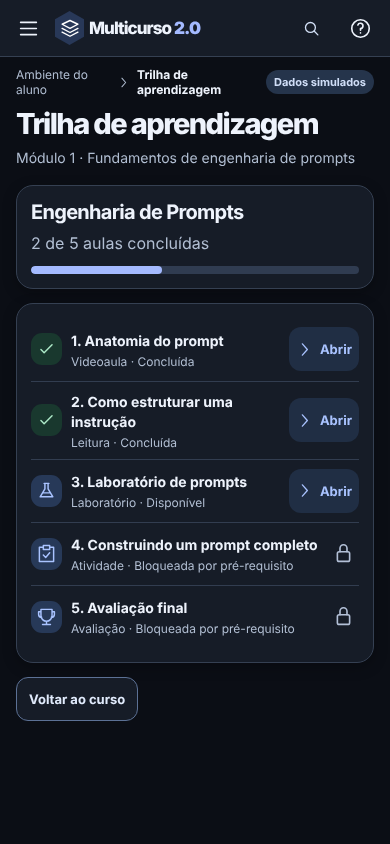 Multicurso 2.0
Ambiente do
aluno
Trilha de
aprendizagem
Dados simulados
Trilha de aprendizagem
Módulo 1 · Fundamentos de engenharia de prompts
Engenharia de Prompts
2 de 5 aulas concluídas
1. Anatomia do prompt
Videoaula · Concluída
Abrir
2. Como estruturar uma
instrução
Leitura · Concluída
Abrir
3. Laboratório de prompts
Laboratório · Disponível
Abrir
4. Construindo um prompt completo
Atividade · Bloqueada por pré-requisito
5. Avaliação final
Avaliação · Bloqueada por pré-requisito
Voltar ao curso